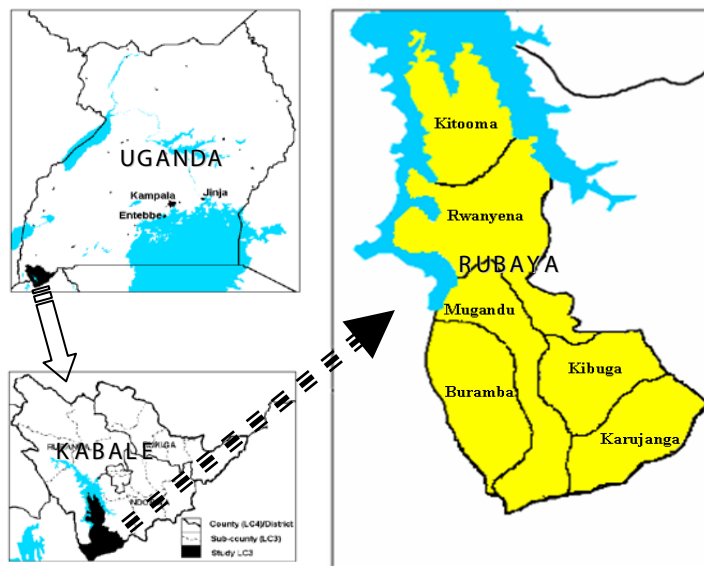 UGANDA
Kampala
Jinja
Entebbe
KABALE
County (LC4)/District
Sub-county (LC3)
Study LC3
Kitooma
Rwanyena
RUBAYA
Mugandu
Kibuga
Buramba
Karujanga